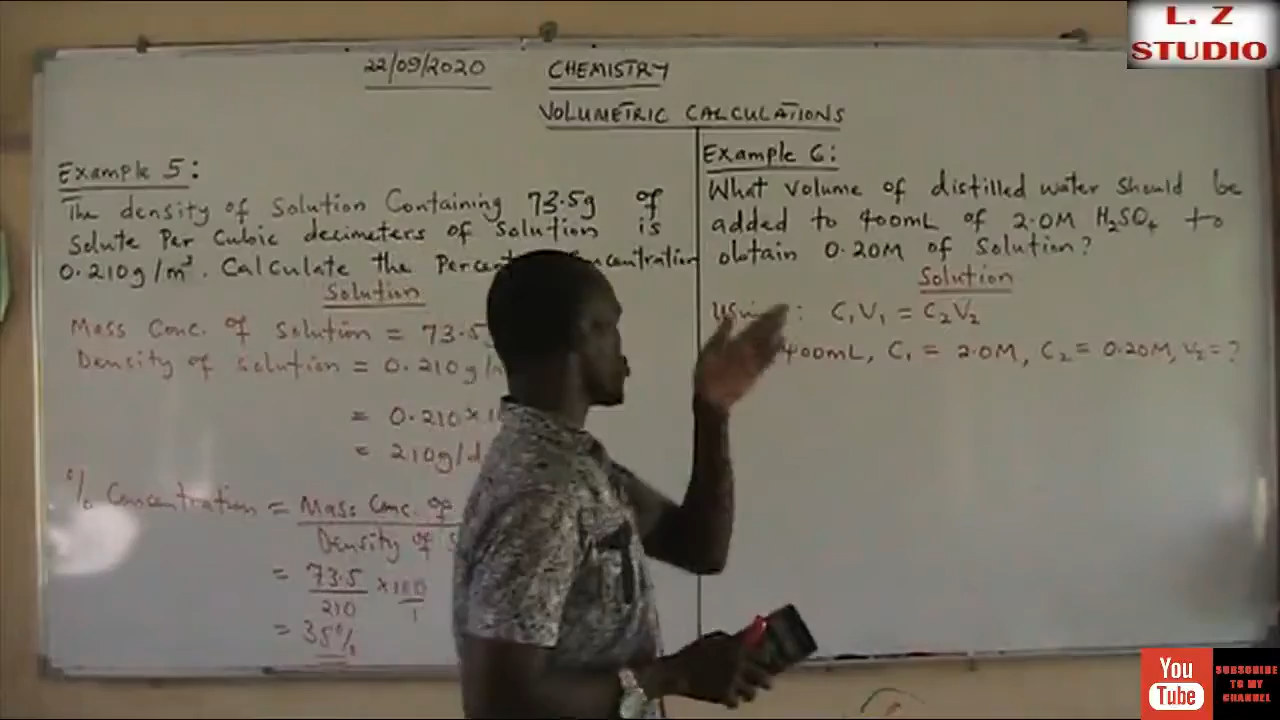 L. Z
STUDIO
22/09/2020 CHEMISTRY
VOLUMETRIC CALCULATIONS
Example 5:
The density of Solution Containing 73.5g of
Solute Per Cubic decimeters of Solution is
0.210g/m³. Calculate the Concentration
Solution
Mass Conc. of Solution = 73.5
Density of Solution = 0.210 g/
= 0.210 ×
= 210g/d
% Concentration = Mass Conc. of
Density of
= 73.5 × 100
210 1
= 35%
Example 6:
What Volume of distilled water Should be
added to 400mL of 2.0M H₂SO₄ to
obtain 0.20M of Solution?
Solution
C₁V₁ = C₂V₂
400mL, C₁ = 2.0M, C₂ = 0.20M, V₂ = ?
You
Tube
SUBSCRIBE
TO MY
CHANNEL